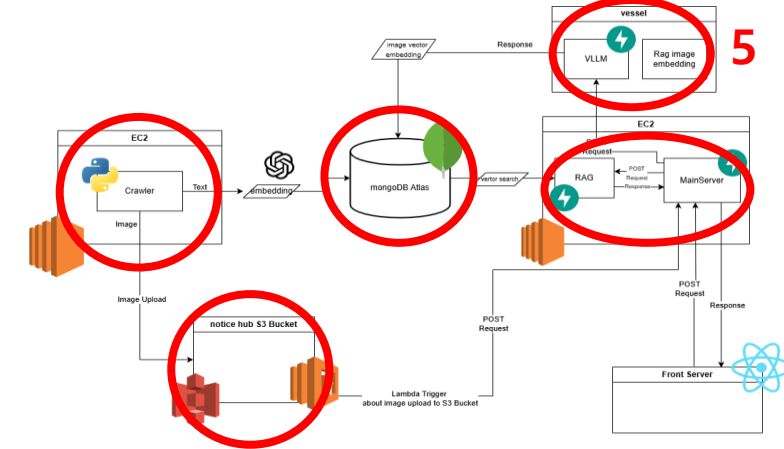 vessel
5
Image vector
embedding
Response
VLLM
Rag image
embedding
EC2
EC2
Request
Crawler
Text
embedding
mongoDB Atlas
vector search
RAG
POST
Request
Response
MainServer
Image
Image Upload
notice hub S3 Bucket
POST
Request
POST
Request
Response
Lambda Trigger
about image upload to S3 Bucket
Front Server